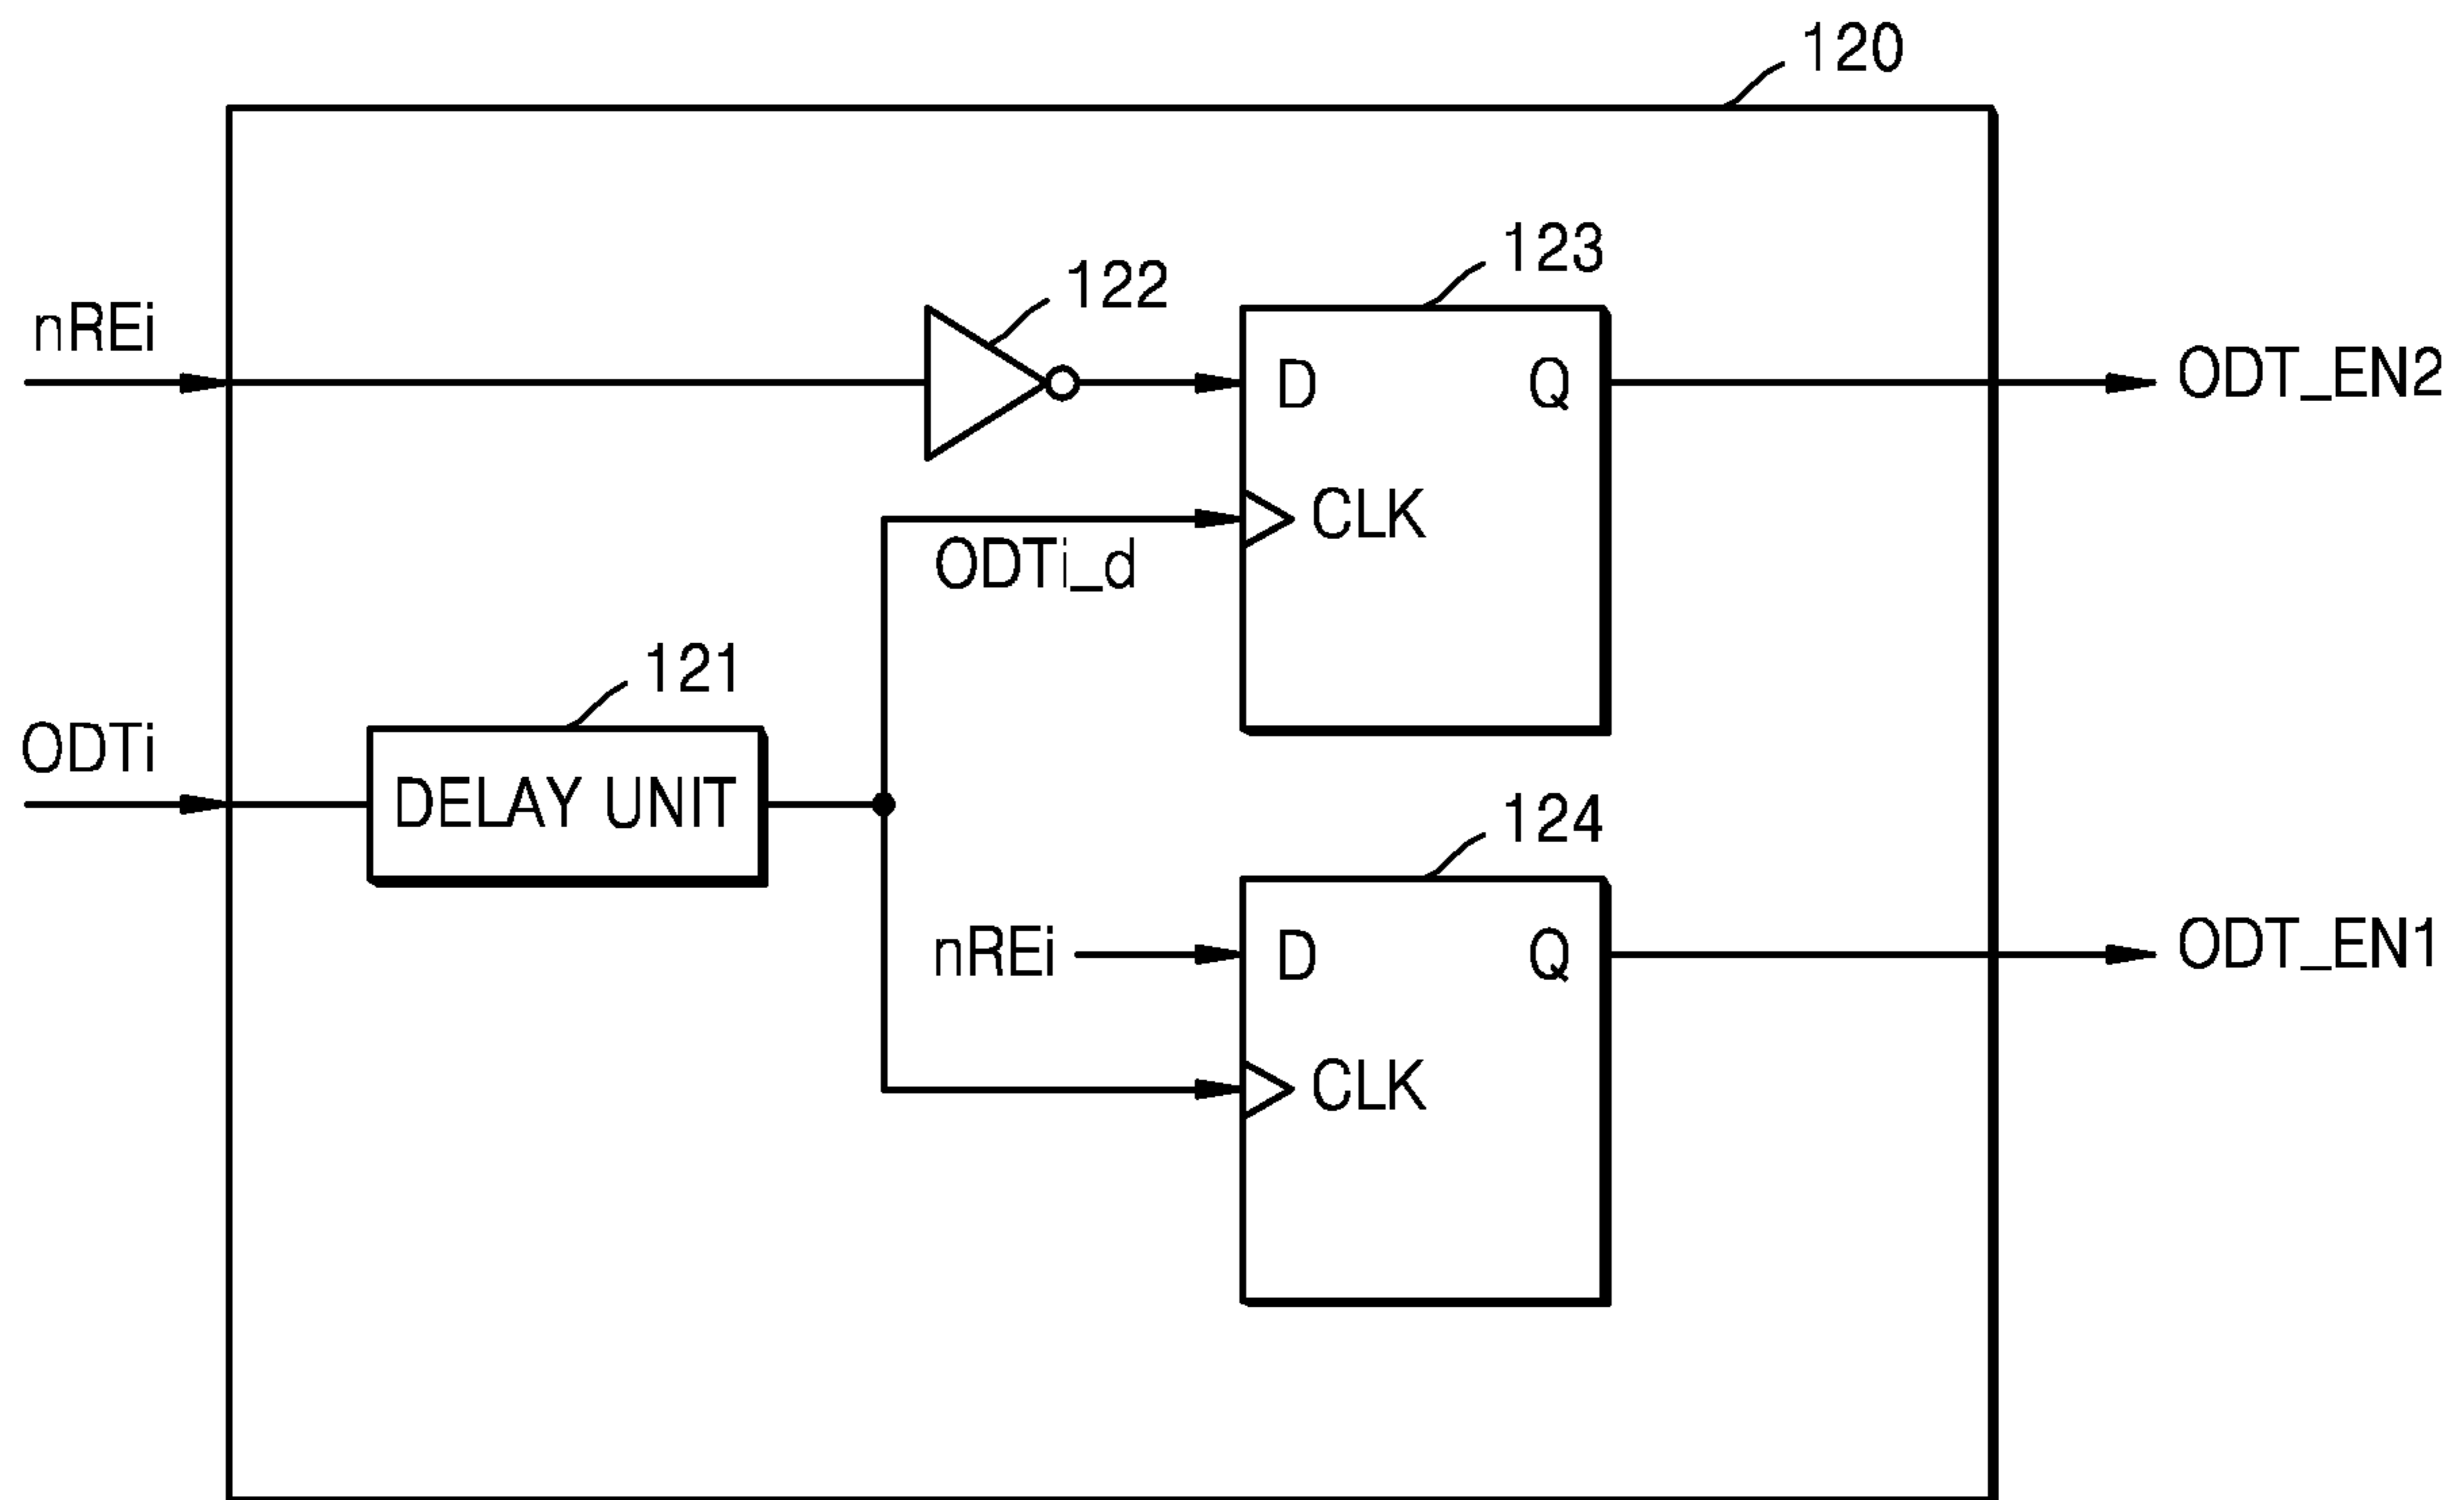 120
123
122
nREi
D
Q
ODT_EN2
CLK
ODTi_d
121
ODTi
DELAY UNIT
124
nREi
D
Q
ODT_EN1
CLK